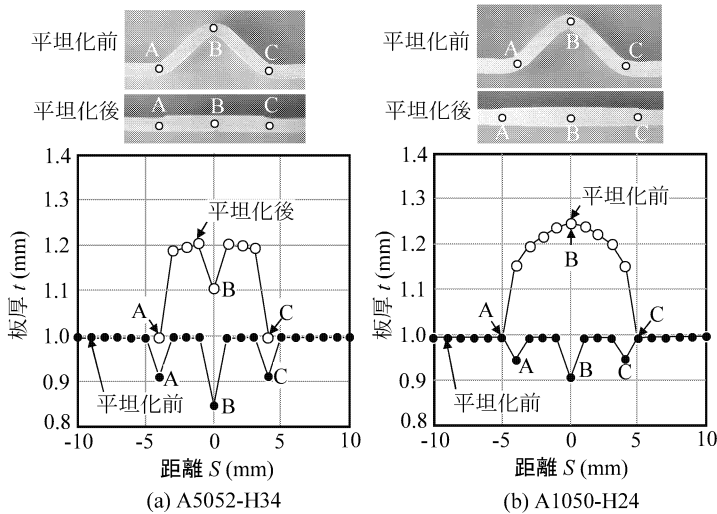 平坦化前
A
B
C
平坦化後
A
B
C
1.4
1.3
1.2
1.1
1.0
0.9
0.8
板厚 t (mm)
平坦化後
A
B
C
A
B
C
平坦化前
-10
-5
0
5
10
距離 S (mm)
(a) A5052-H34
平坦化前
A
B
C
平坦化後
A
B
C
1.4
1.3
1.2
1.1
1.0
0.9
0.8
板厚 t (mm)
平坦化前
B
A
C
A
B
C
平坦化前
-10
-5
0
5
10
距離 S (mm)
(b) A1050-H24